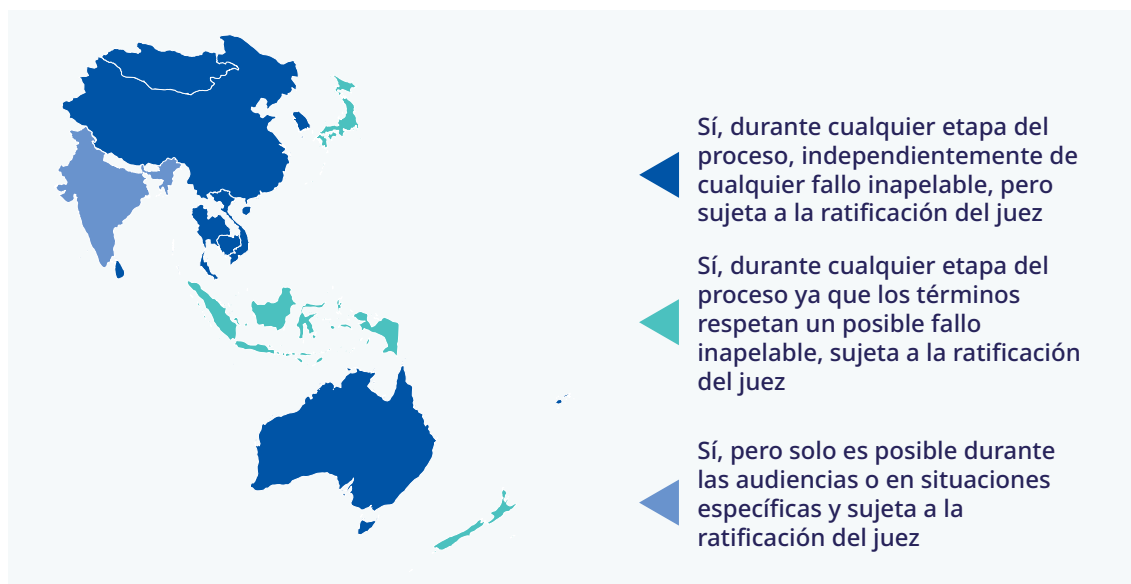 Sí, durante cualquier etapa del
proceso, independientemente de
cualquier fallo inapelable, pero
sujeta a la ratificación del juez
Sí, durante cualquier etapa del
proceso ya que los términos
respetan un posible fallo
inapelable, sujeta a la ratificación
del juez
Sí, pero solo es posible durante
las audiencias o en situaciones
específicas y sujeta a la
ratificación del juez